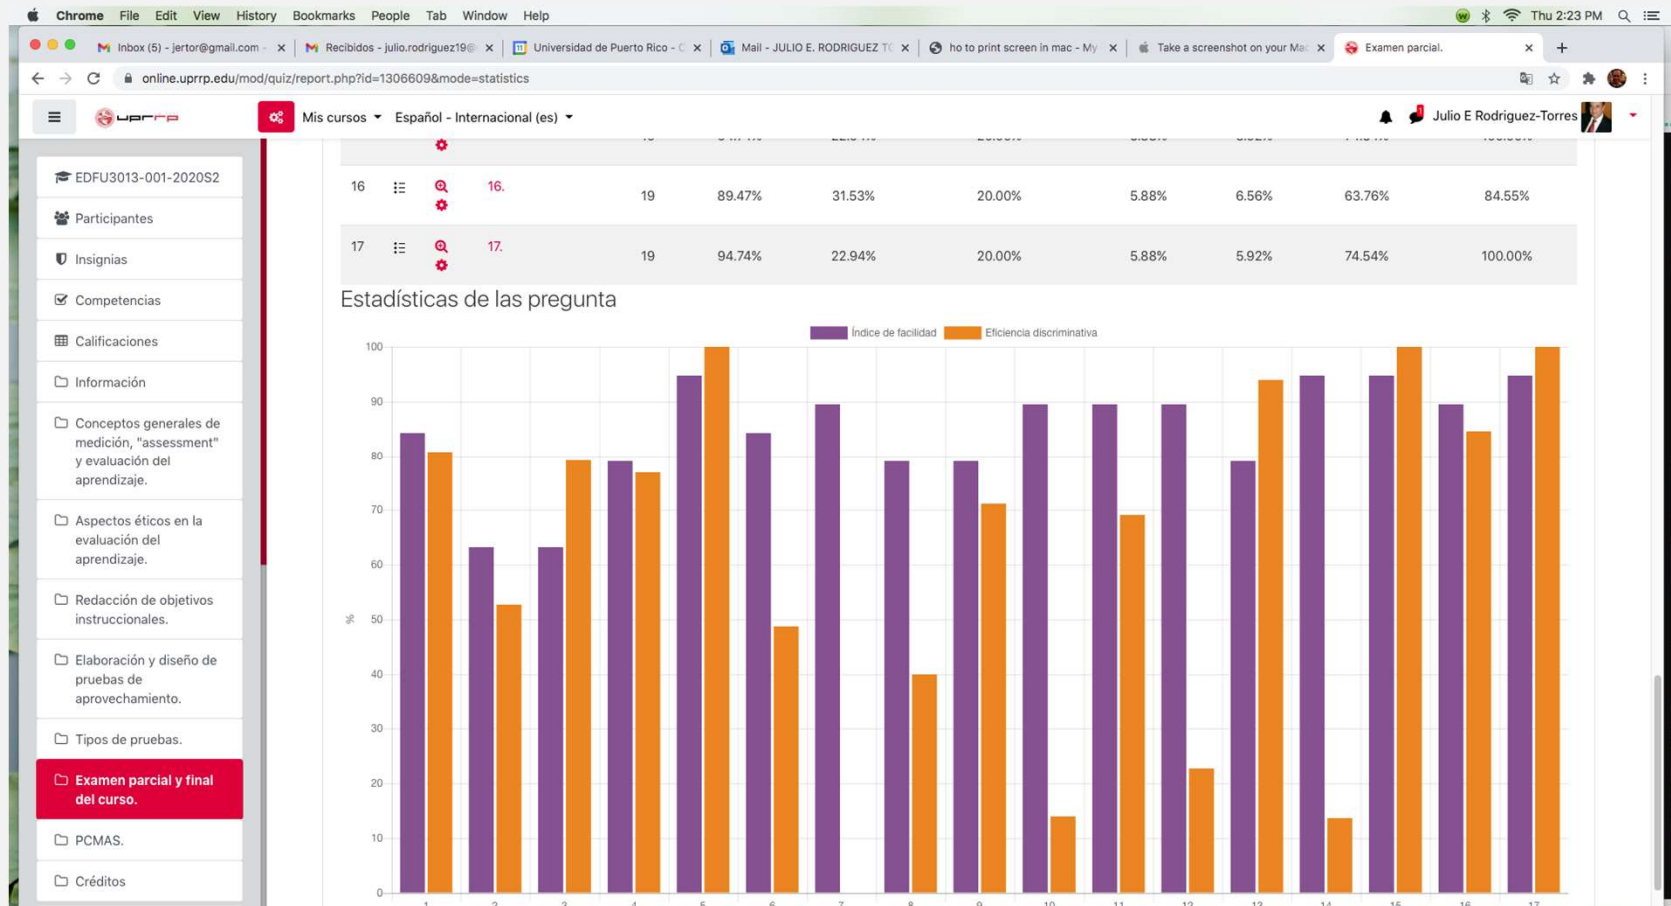 Chrome File Edit View History Bookmarks People Tab Window Help Thu 2:23 PM
Inbox (5) - jertor@gmail.com - Recibidos - julio.rodriguez19@ Universidad de Puerto Rico - C Mail - JULIO E. RODRIGUEZ TO ho to print screen in mac - My Take a screenshot on your Mac Examen parcial.
online.uprrp.edu/mod/quiz/report.php?id=1306609&mode=statistics
uprrp Mis cursos Español - Internacional (es) Julio E Rodriguez-Torres
EDFU3013-001-2020S2
Participantes
Insignias
Competencias
Calificaciones
Información
Conceptos generales de
medición, "assessment"
y evaluación del
aprendizaje.
Aspectos éticos en la
evaluación del
aprendizaje.
Redacción de objetivos
instruccionales.
Elaboración y diseño de
pruebas de
aprovechamiento.
Tipos de pruebas.
Examen parcial y final
del curso.
PCMAS.
Créditos
16 16. 19 89.47% 31.53% 20.00% 5.88% 6.56% 63.76% 84.55%
17 17. 19 94.74% 22.94% 20.00% 5.88% 5.92% 74.54% 100.00%
Estadísticas de las pregunta
Índice de facilidad Eficiencia discriminativa
100
90
80
70
60
% 50
40
30
20
10
0